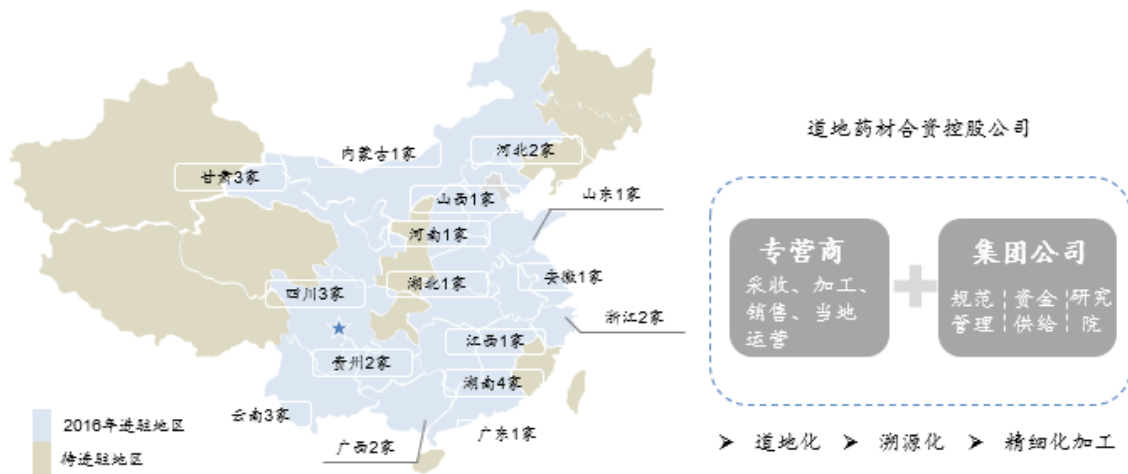 内蒙古1家
河北2家
甘肃3家
山西1家
山东1家
河南1家
四川3家
湖北1家
安徽1家
浙江2家
江西1家
贵州2家
湖南4家
云南3家
广东1家
广西2家
2016年进驻地区
待进驻地区
道地药材合资控股公司
专营商
采收、加工、
销售、当地
运营
集团公司
规范 资金 研究
管理 供给 院
➤ 道地化 ➤ 溯源化 ➤ 精细化加工